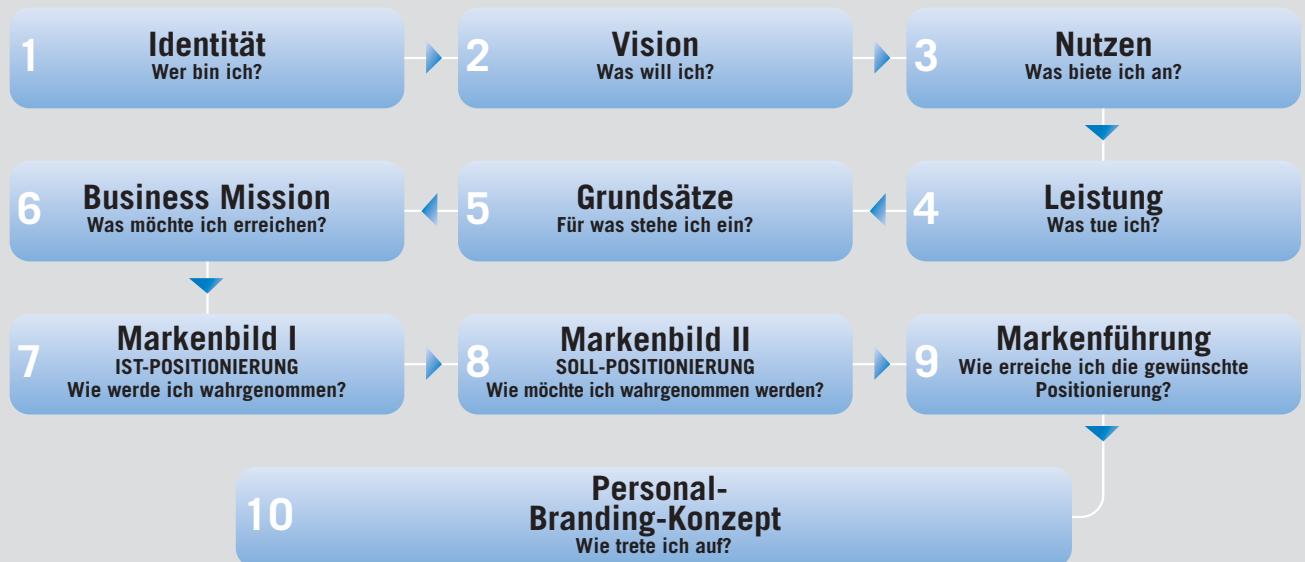 1
Identität
Wer bin ich?
2
Vision
Was will ich?
3
Nutzen
Was biete ich an?
4
Leistung
Was tue ich?
5
Grundsätze
Für was stehe ich ein?
6
Business Mission
Was möchte ich erreichen?
7
Markenbild I
IST-POSITIONIERUNG
Wie werde ich wahrgenommen?
8
Markenbild II
SOLL-POSITIONIERUNG
Wie möchte ich wahrgenommen werden?
9
Markenführung
Wie erreiche ich die gewünschte
Positionierung?
10
Personal-
Branding-Konzept
Wie trete ich auf?